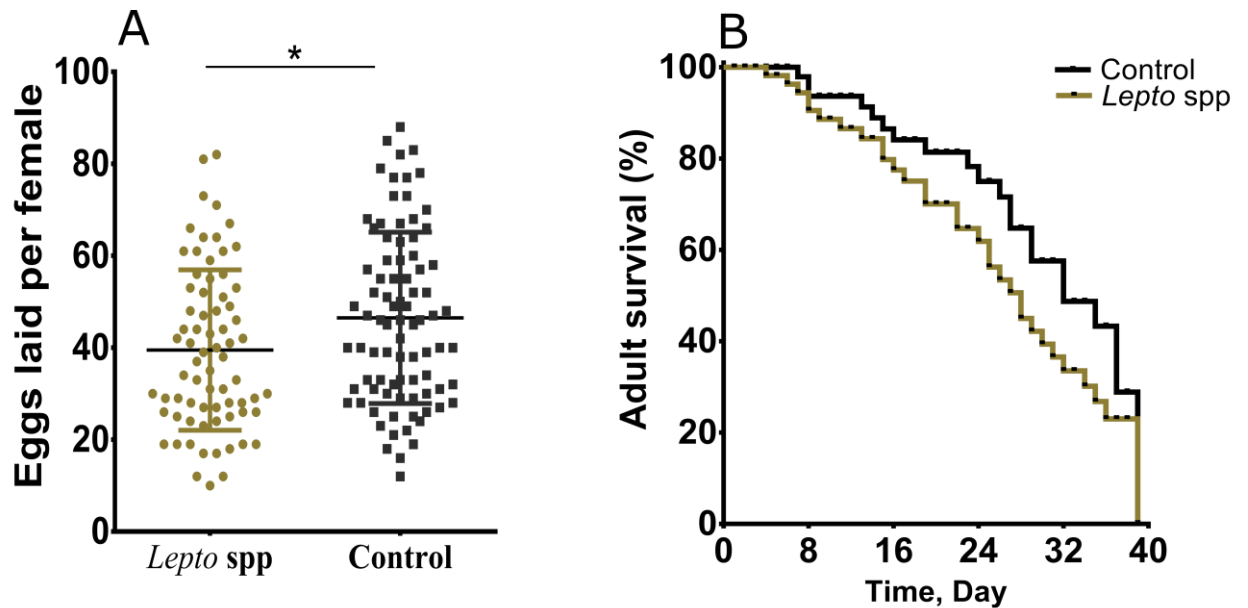 A
*
Eggs laid per female
100
80
60
40
20
0
Lepto spp
Control
B
Control
Lepto spp
Adult survival (%)
100
80
60
40
20
0
0 8 16 24 32 40
Time, Day